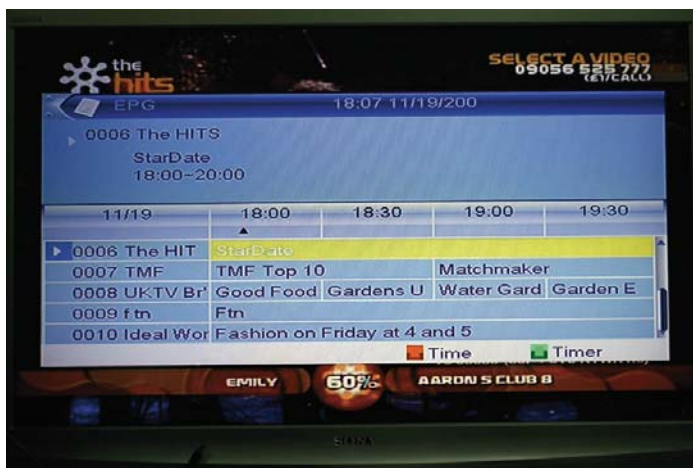 the
hits
SELECT A VIDEO
09056 525 777
(£1/CALL)
EPG 18:07 11/19/200
0006 The HITS
StarDate
18:00~20:00
11/19 18:00 18:30 19:00 19:30
0006 The HIT StarDate
0007 TMF TMF Top 10 Matchmaker
0008 UKTV Br' Good Food Gardens U Water Gard Garden E
0009 f tn Ftn
0010 Ideal Wor Fashion on Friday at 4 and 5
Time Timer
EMILY 60% AARON S CLUB 8